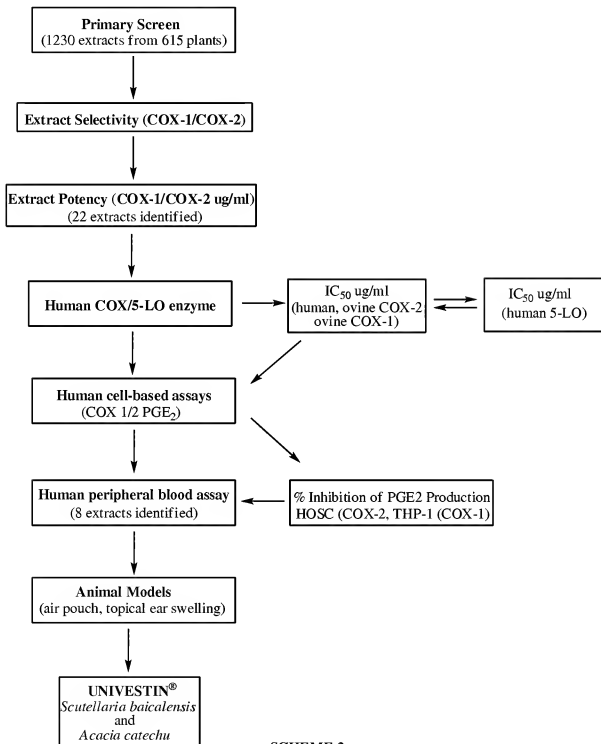 Primary Screen
(1230 extracts from 615 plants)
Extract Selectivity (COX-1/COX-2)
Extract Potency (COX-1/COX-2 ug/ml)
(22 extracts identified)
Human COX/5-LO enzyme
IC50 ug/ml
(human, ovine COX-2
ovine COX-1)
IC50 ug/ml
(human 5-LO)
Human cell-based assays
(COX 1/2 PGE2)
Human peripheral blood assay
(8 extracts identified)
% Inhibition of PGE2 Production
HOSC (COX-2, THP-1 (COX-1)
Animal Models
(air pouch, topical ear swelling)
UNIVESTIN®
Scutellaria baicalensis
and
Acacia catechu
SCHEME 2